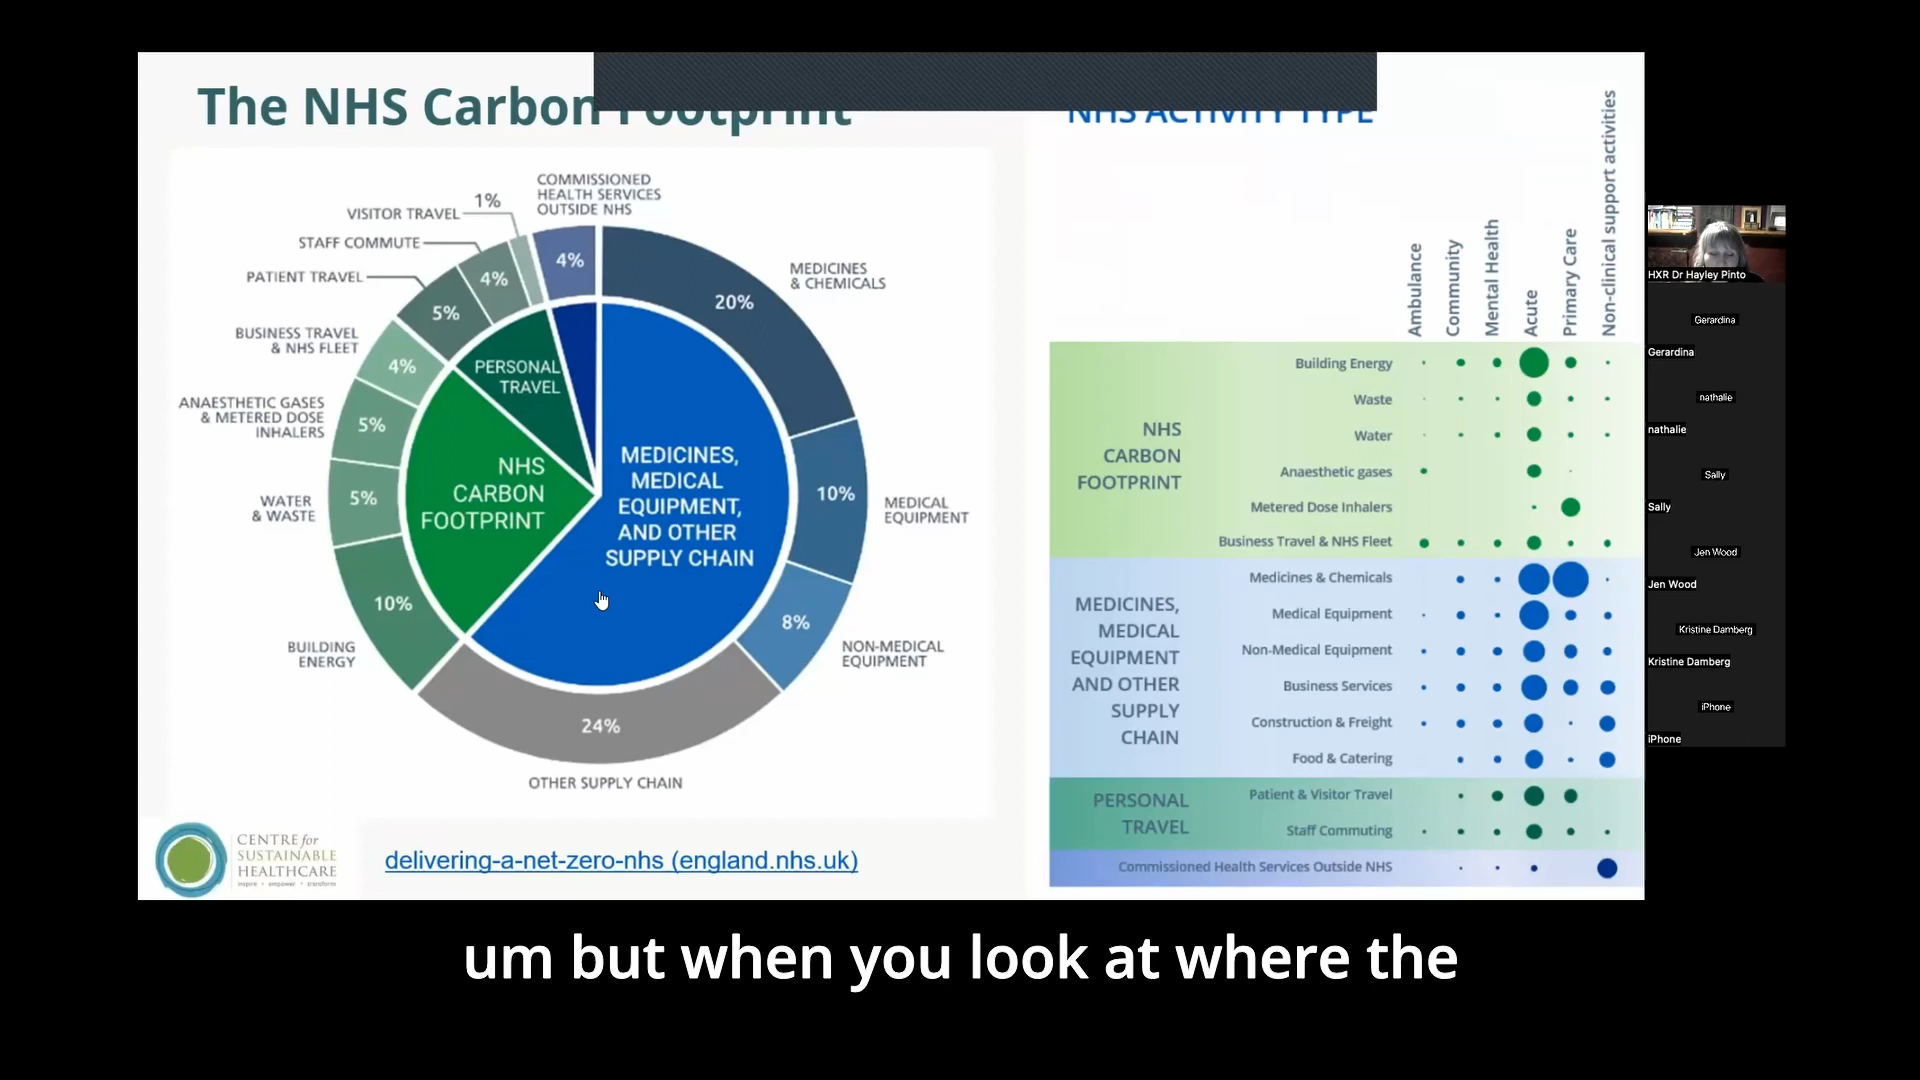 The NHS Carbon Footprint
NHS ACTIVITY TYPE
COMMISSIONED
HEALTH SERVICES
OUTSIDE NHS
1%
VISITOR TRAVEL
STAFF COMMUTE
PATIENT TRAVEL
BUSINESS TRAVEL
& NHS FLEET
ANAESTHETIC GASES
& METERED DOSE
INHALERS
WATER
& WASTE
BUILDING
ENERGY
4%
4%
5%
4%
5%
5%
10%
20%
10%
8%
24%
MEDICINES
& CHEMICALS
MEDICAL
EQUIPMENT
NON-MEDICAL
EQUIPMENT
OTHER SUPPLY CHAIN
PERSONAL
TRAVEL
NHS
CARBON
FOOTPRINT
MEDICINES,
MEDICAL
EQUIPMENT,
AND OTHER
SUPPLY CHAIN
CENTRE for
SUSTAINABLE
HEALTHCARE
inspire • empower • transform
delivering-a-net-zero-nhs (england.nhs.uk)
Ambulance
Community
Mental Health
Acute
Primary Care
Non-clinical support activities
NHS
CARBON
FOOTPRINT
Building Energy
Waste
Water
Anaesthetic gases
Metered Dose Inhalers
Business Travel & NHS Fleet
MEDICINES,
MEDICAL
EQUIPMENT
AND OTHER
SUPPLY
CHAIN
Medicines & Chemicals
Medical Equipment
Non-Medical Equipment
Business Services
Construction & Freight
Food & Catering
PERSONAL
TRAVEL
Patient & Visitor Travel
Staff Commuting
Commissioned Health Services Outside NHS
HXR Dr Hayley Pinto
Gerardina
Gerardina
nathalie
nathalie
Sally
Sally
Jen Wood
Jen Wood
Kristine Damberg
Kristine Damberg
iPhone
iPhone
um but when you look at where the